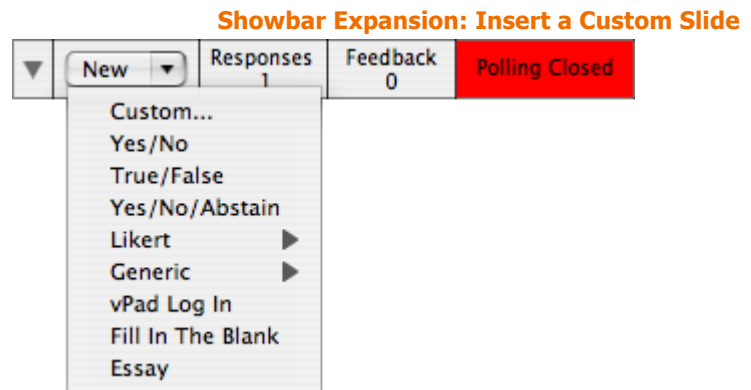 Showbar Expansion: Insert a Custom Slide
New Responses Feedback Polling Closed
1 0
Custom...
Yes/No
True/False
Yes/No/Abstain
Likert
Generic
vPad Log In
Fill In The Blank
Essay